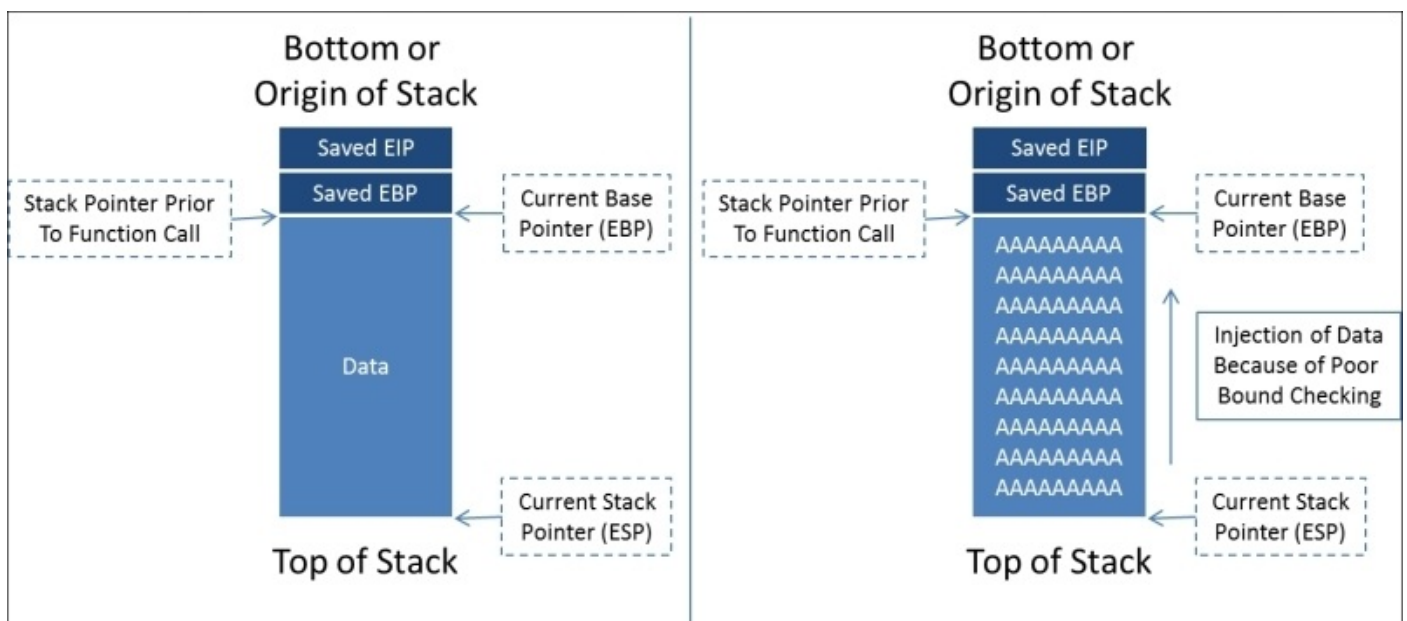 Bottom or
Origin of Stack
Saved EIP
Saved EBP
Stack Pointer Prior
To Function Call
Current Base
Pointer (EBP)
Data
Current Stack
Pointer (ESP)
Top of Stack
Bottom or
Origin of Stack
Saved EIP
Saved EBP
Stack Pointer Prior
To Function Call
Current Base
Pointer (EBP)
AAAAAAAAA
AAAAAAAAA
AAAAAAAAA
AAAAAAAAA
AAAAAAAAA
AAAAAAAAA
AAAAAAAAA
AAAAAAAAA
AAAAAAAAA
Injection of Data
Because of Poor
Bound Checking
Current Stack
Pointer (ESP)
Top of Stack